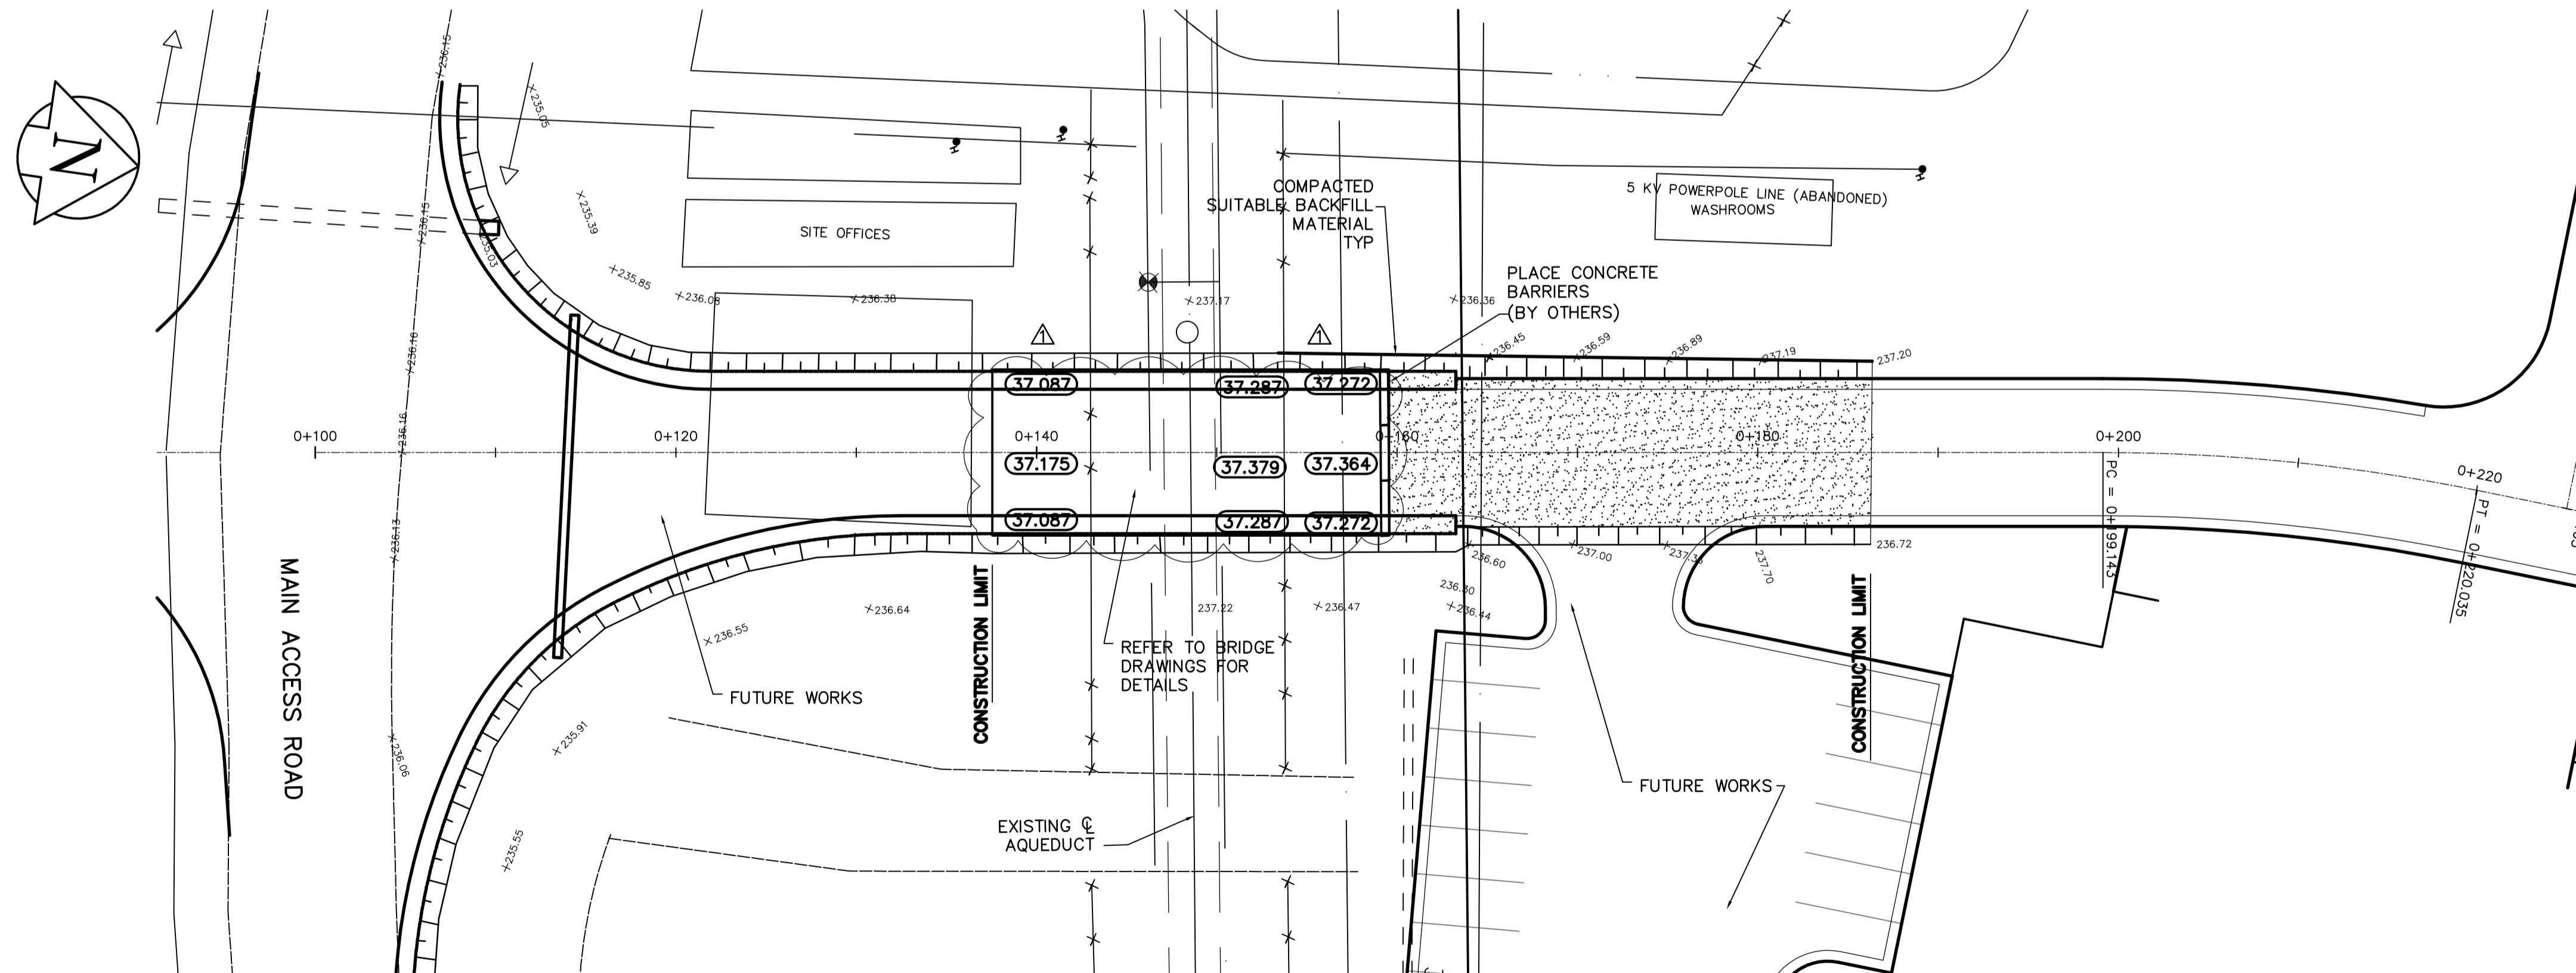 236.15
235.05
N
COMPACTED
SUITABLE BACKFILL
MATERIAL
TYP
5 KV POWERPOLE LINE (ABANDONED)
WASHROOMS
235.39
236.15
235.03
SITE OFFICES
235.85
236.08
236.38
237.17
236.36
PLACE CONCRETE
BARRIERS
(BY OTHERS)
236.16
1
1
236.45
236.59
236.89
237.19
237.20
37.087
37.287
37.272
0+100
0+120
0+140
0+160
0+180
0+200
0+220
236.16
37.175
37.379
37.364
PC = 0+199.143
PT = 0+220.035
37.087
37.287
37.272
236.13
236.60
237.00
237.70
236.72
236.30
236.44
236.64
237.22
236.47
236.55
MAIN ACCESS ROAD
CONSTRUCTION LIMIT
CONSTRUCTION LIMIT
REFER TO BRIDGE
DRAWINGS FOR
DETAILS
FUTURE WORKS
235.91
236.06
FUTURE WORKS
EXISTING ℄
AQUEDUCT
235.55